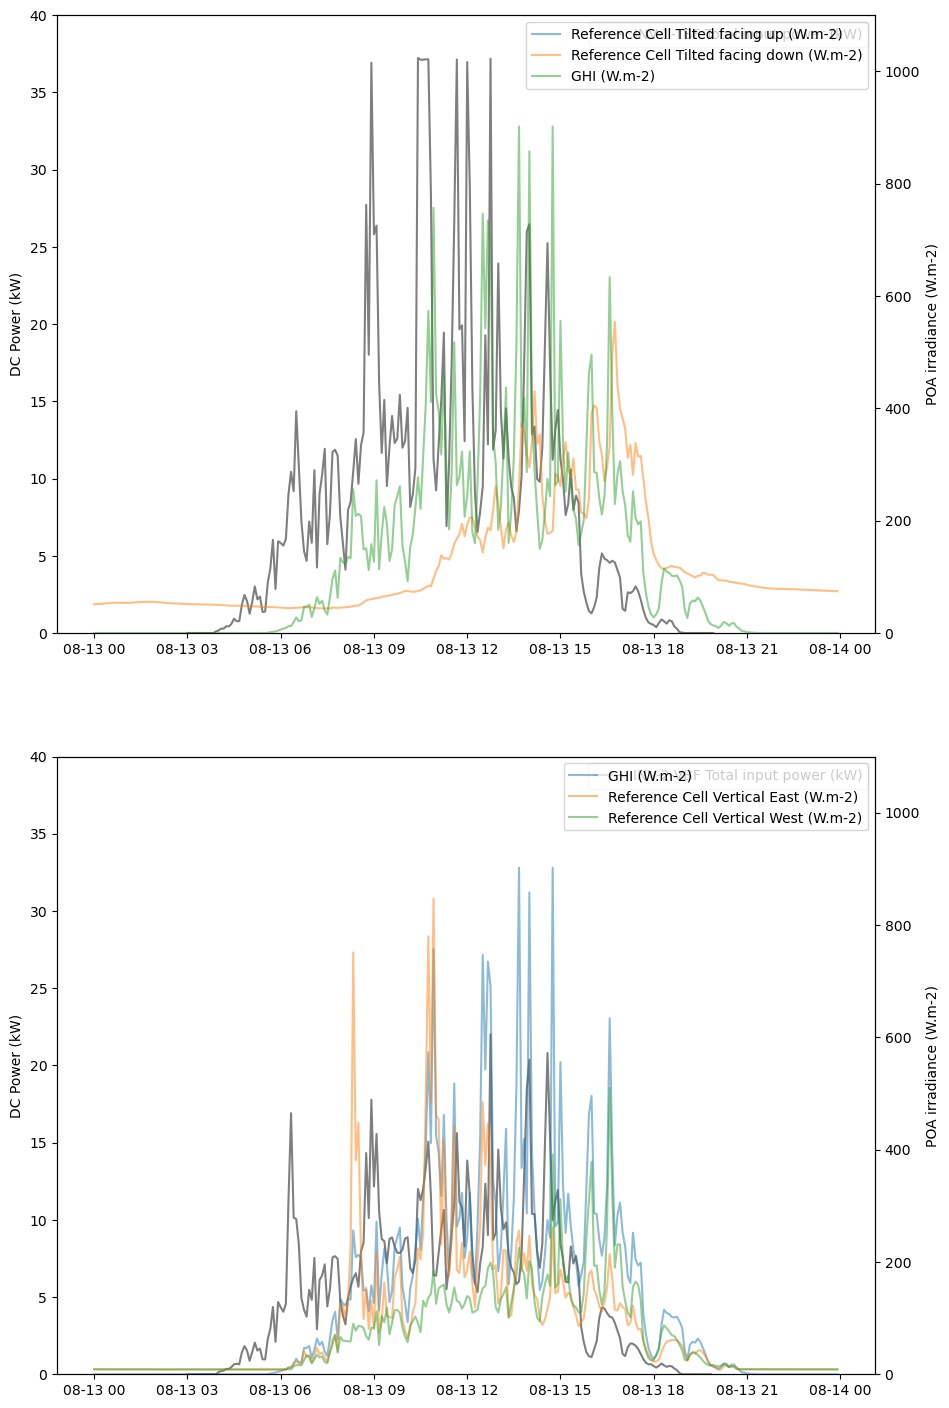 40
35
30
25
20
15
10
5
0
DC Power (kW)
Reference Cell Tilted facing up (W.m-2)
Reference Cell Tilted facing down (W.m-2)
GHI (W.m-2)
1000
800
600
400
200
0
POA irradiance (W.m-2)
08-13 00 08-13 03 08-13 06 08-13 09 08-13 12 08-13 15 08-13 18 08-13 21 08-14 00
40
35
30
25
20
15
10
5
0
DC Power (kW)
Total input power (kW)
GHI (W.m-2)
Reference Cell Vertical East (W.m-2)
Reference Cell Vertical West (W.m-2)
1000
800
600
400
200
0
POA irradiance (W.m-2)
08-13 00 08-13 03 08-13 06 08-13 09 08-13 12 08-13 15 08-13 18 08-13 21 08-14 00